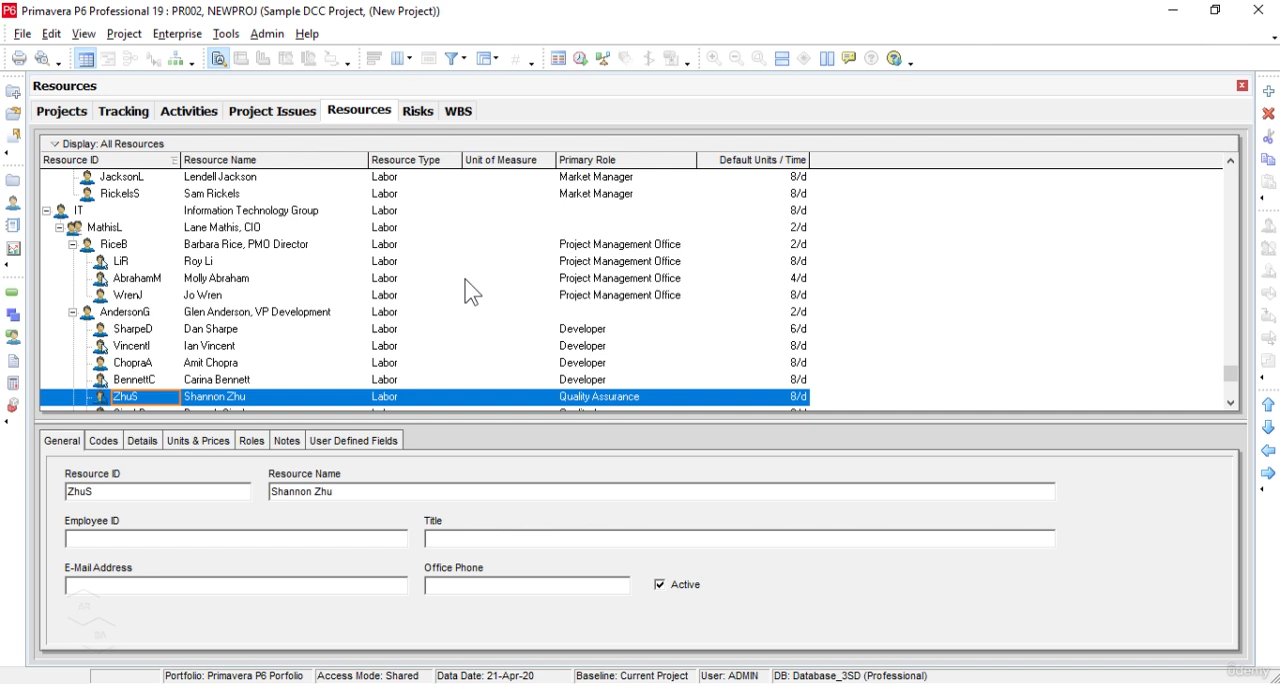 Primavera P6 Professional 19 : PR002, NEWPROJ (Sample DCC Project, (New Project))
File Edit View Project Enterprise Tools Admin Help
Resources
Projects Tracking Activities Project Issues Resources Risks WBS
Display: All Resources
Resource ID Resource Name Resource Type Unit of Measure Primary Role Default Units / Time
JacksonL Lendell Jackson Labor Market Manager 8/d
RickelsS Sam Rickels Labor Market Manager 8/d
IT Information Technology Group Labor 8/d
MathisL Lane Mathis, CIO Labor 2/d
RiceB Barbara Rice, PMO Director Labor Project Management Office 2/d
LiR Roy Li Labor Project Management Office 8/d
AbrahamM Molly Abraham Labor Project Management Office 4/d
WrenJ Jo Wren Labor Project Management Office 8/d
AndersonG Glen Anderson, VP Development Labor 2/d
SharpeD Dan Sharpe Labor Developer 6/d
VincentI Ian Vincent Labor Developer 8/d
ChopraA Amit Chopra Labor Developer 8/d
BennettC Carina Bennett Labor Developer 8/d
ZhuS Shannon Zhu Labor Quality Assurance 8/d
General Codes Details Units & Prices Roles Notes User Defined Fields
Resource ID Resource Name
ZhuS Shannon Zhu
Employee ID Title
E-Mail Address Office Phone
Active
Portfolio: Primavera P6 Porfolio Access Mode: Shared Data Date: 21-Apr-20 Baseline: Current Project User: ADMIN DB: Database_3SD (Professional)
ûdemy